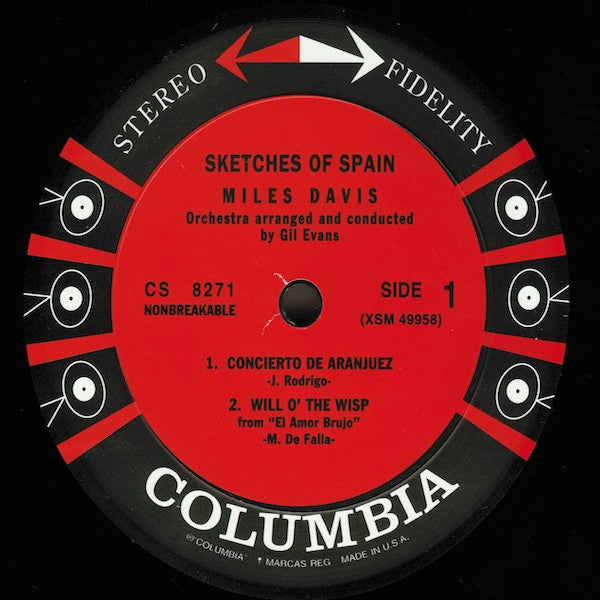 STEREO FIDELITY
SKETCHES OF SPAIN
MILES DAVIS
Orchestra arranged and conducted
by Gil Evans
CS 8271
NONBREAKABLE
SIDE 1
(XSM 49958)
1. CONCIERTO DE ARANJUEZ
-J. Rodrigo-
2. WILL O' THE WISP
from "El Amor Brujo"
-M. De Falla-
COLUMBIA
℗"COLUMBIA" MARCAS REG MADE IN U.S.A.